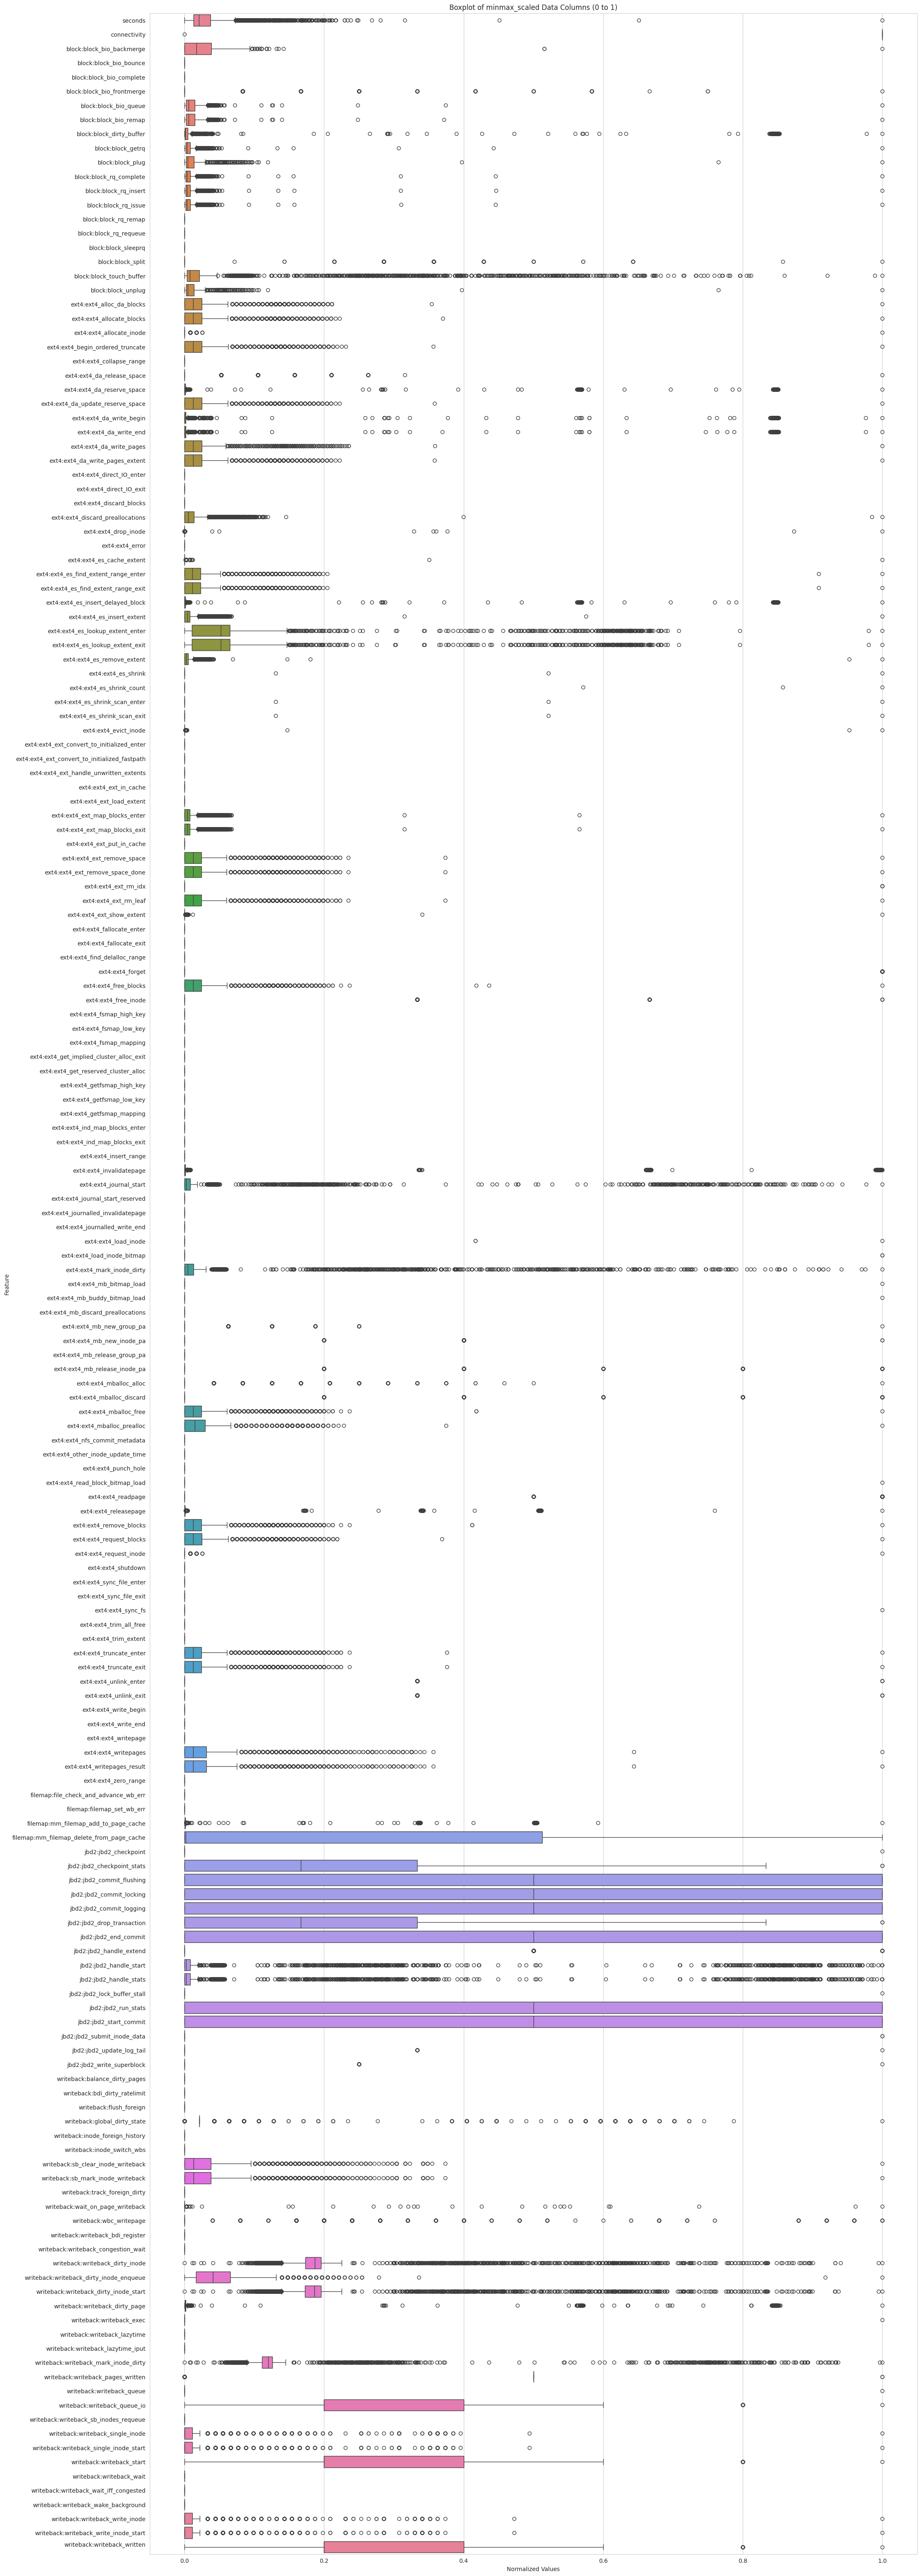 Boxplot of minmax_scaled Data Columns (0 to 1)
seconds
connectivity
block:block_bio_backmerge
block:block_bio_bounce
block:block_bio_complete
block:block_bio_frontmerge
block:block_bio_queue
block:block_bio_remap
block:block_dirty_buffer
block:block_getrq
block:block_plug
block:block_rq_complete
block:block_rq_insert
block:block_rq_issue
block:block_rq_remap
block:block_rq_requeue
block:block_sleeprq
block:block_split
block:block_touch_buffer
block:block_unplug
ext4:ext4_alloc_da_blocks
ext4:ext4_allocate_blocks
ext4:ext4_allocate_inode
ext4:ext4_begin_ordered_truncate
ext4:ext4_collapse_range
ext4:ext4_da_release_space
ext4:ext4_da_reserve_space
ext4:ext4_da_update_reserve_space
ext4:ext4_da_write_begin
ext4:ext4_da_write_end
ext4:ext4_da_write_pages
ext4:ext4_da_write_pages_extent
ext4:ext4_direct_IO_enter
ext4:ext4_direct_IO_exit
ext4:ext4_discard_blocks
ext4:ext4_discard_preallocations
ext4:ext4_drop_inode
ext4:ext4_error
ext4:ext4_es_cache_extent
ext4:ext4_es_find_extent_range_enter
ext4:ext4_es_find_extent_range_exit
ext4:ext4_es_insert_delayed_block
ext4:ext4_es_insert_extent
ext4:ext4_es_lookup_extent_enter
ext4:ext4_es_lookup_extent_exit
ext4:ext4_es_remove_extent
ext4:ext4_es_shrink
ext4:ext4_es_shrink_count
ext4:ext4_es_shrink_scan_enter
ext4:ext4_es_shrink_scan_exit
ext4:ext4_evict_inode
ext4:ext4_ext_convert_to_initialized_enter
ext4:ext4_ext_convert_to_initialized_fastpath
ext4:ext4_ext_handle_unwritten_extents
ext4:ext4_ext_in_cache
ext4:ext4_ext_load_extent
ext4:ext4_ext_map_blocks_enter
ext4:ext4_ext_map_blocks_exit
ext4:ext4_ext_put_in_cache
ext4:ext4_ext_remove_space
ext4:ext4_ext_remove_space_done
ext4:ext4_ext_rm_idx
ext4:ext4_ext_rm_leaf
ext4:ext4_ext_show_extent
ext4:ext4_fallocate_enter
ext4:ext4_fallocate_exit
ext4:ext4_find_delalloc_range
ext4:ext4_forget
ext4:ext4_free_blocks
ext4:ext4_free_inode
ext4:ext4_fsmap_high_key
ext4:ext4_fsmap_low_key
ext4:ext4_fsmap_mapping
ext4:ext4_get_implied_cluster_alloc_exit
ext4:ext4_get_reserved_cluster_alloc
ext4:ext4_getfsmap_high_key
ext4:ext4_getfsmap_low_key
ext4:ext4_getfsmap_mapping
ext4:ext4_ind_map_blocks_enter
ext4:ext4_ind_map_blocks_exit
ext4:ext4_insert_range
ext4:ext4_invalidatepage
ext4:ext4_journal_start
ext4:ext4_journal_start_reserved
ext4:ext4_journalled_invalidatepage
ext4:ext4_journalled_write_end
ext4:ext4_load_inode
ext4:ext4_load_inode_bitmap
ext4:ext4_mark_inode_dirty
ext4:ext4_mb_bitmap_load
ext4:ext4_mb_buddy_bitmap_load
ext4:ext4_mb_discard_preallocations
ext4:ext4_mb_new_group_pa
ext4:ext4_mb_new_inode_pa
ext4:ext4_mb_release_group_pa
ext4:ext4_mb_release_inode_pa
ext4:ext4_mballoc_alloc
ext4:ext4_mballoc_discard
ext4:ext4_mballoc_free
ext4:ext4_mballoc_prealloc
ext4:ext4_nfs_commit_metadata
ext4:ext4_other_inode_update_time
ext4:ext4_punch_hole
ext4:ext4_read_block_bitmap_load
ext4:ext4_readpage
ext4:ext4_releasepage
ext4:ext4_remove_blocks
ext4:ext4_request_blocks
ext4:ext4_request_inode
ext4:ext4_shutdown
ext4:ext4_sync_file_enter
ext4:ext4_sync_file_exit
ext4:ext4_sync_fs
ext4:ext4_trim_all_free
ext4:ext4_trim_extent
ext4:ext4_truncate_enter
ext4:ext4_truncate_exit
ext4:ext4_unlink_enter
ext4:ext4_unlink_exit
ext4:ext4_write_begin
ext4:ext4_write_end
ext4:ext4_writepage
ext4:ext4_writepages
ext4:ext4_writepages_result
ext4:ext4_zero_range
filemap:file_check_and_advance_wb_err
filemap:filemap_set_wb_err
filemap:mm_filemap_add_to_page_cache
filemap:mm_filemap_delete_from_page_cache
jbd2:jbd2_checkpoint
jbd2:jbd2_checkpoint_stats
jbd2:jbd2_commit_flushing
jbd2:jbd2_commit_locking
jbd2:jbd2_commit_logging
jbd2:jbd2_drop_transaction
jbd2:jbd2_end_commit
jbd2:jbd2_handle_extend
jbd2:jbd2_handle_start
jbd2:jbd2_handle_stats
jbd2:jbd2_lock_buffer_stall
jbd2:jbd2_run_stats
jbd2:jbd2_start_commit
jbd2:jbd2_submit_inode_data
jbd2:jbd2_update_log_tail
jbd2:jbd2_write_superblock
writeback:balance_dirty_pages
writeback:bdi_dirty_ratelimit
writeback:flush_foreign
writeback:global_dirty_state
writeback:inode_foreign_history
writeback:inode_switch_wbs
writeback:sb_clear_inode_writeback
writeback:sb_mark_inode_writeback
writeback:track_foreign_dirty
writeback:wait_on_page_writeback
writeback:wbc_writepage
writeback:writeback_bdi_register
writeback:writeback_congestion_wait
writeback:writeback_dirty_inode
writeback:writeback_dirty_inode_enqueue
writeback:writeback_dirty_inode_start
writeback:writeback_dirty_page
writeback:writeback_exec
writeback:writeback_lazytime
writeback:writeback_lazytime_iput
writeback:writeback_mark_inode_dirty
writeback:writeback_pages_written
writeback:writeback_queue
writeback:writeback_queue_io
writeback:writeback_sb_inodes_requeue
writeback:writeback_single_inode
writeback:writeback_single_inode_start
writeback:writeback_start
writeback:writeback_wait
writeback:writeback_wait_iff_congested
writeback:writeback_wake_background
writeback:writeback_write_inode
writeback:writeback_write_inode_start
writeback:writeback_written
Feature
0.0 0.2 0.4 0.6 0.8 1.0
Normalized Values